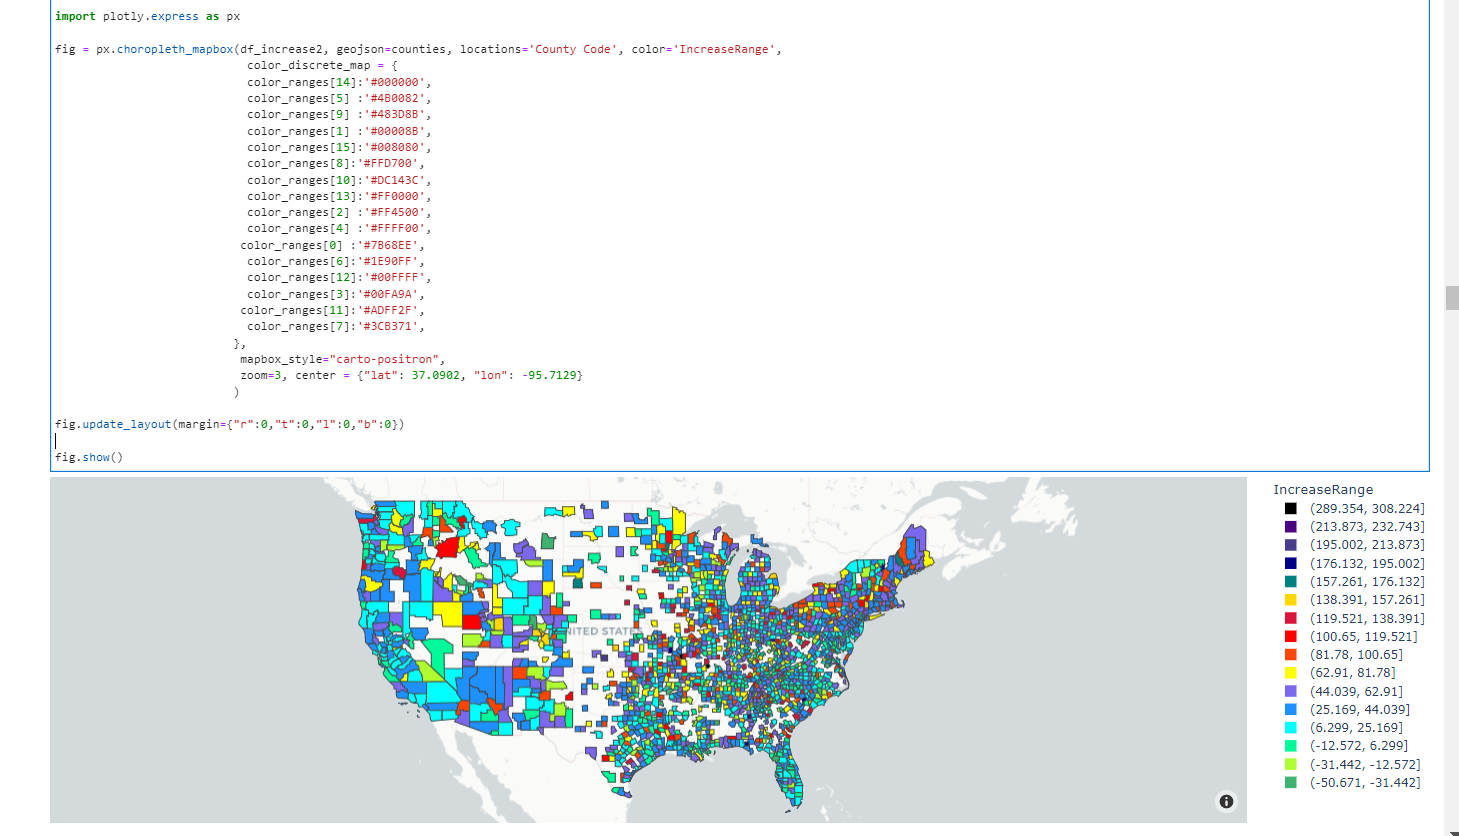 import plotly.express as px
fig = px.choropleth_mapbox(df_increase2, geojson=counties, locations='County Code', color='IncreaseRange',
color_discrete_map = {
color_ranges[14]:'#000000',
color_ranges[5] :'#4B0082',
color_ranges[9] :'#483D8B',
color_ranges[1] :'#00008B',
color_ranges[15]:'#008080',
color_ranges[8]:'#FFD700',
color_ranges[10]:'#DC143C',
color_ranges[13]:'#FF0000',
color_ranges[2] :'#FF4500',
color_ranges[4] :'#FFFF00',
color_ranges[0] :'#7B68EE',
color_ranges[6]:'#1E90FF',
color_ranges[12]:'#00FFFF',
color_ranges[3]:'#00FA9A',
color_ranges[11]:'#ADFF2F',
color_ranges[7]:'#3CB371',
},
mapbox_style="carto-positron",
zoom=3, center = {"lat": 37.0902, "lon": -95.7129}
)
fig.update_layout(margin={"r":0,"t":0,"l":0,"b":0})
fig.show()
IncreaseRange
(289.354, 308.224]
(213.873, 232.743]
(195.002, 213.873]
(176.132, 195.002]
(157.261, 176.132]
(138.391, 157.261]
(119.521, 138.391]
(100.65, 119.521]
(81.78, 100.65]
(62.91, 81.78]
(44.039, 62.91]
(25.169, 44.039]
(6.299, 25.169]
(-12.572, 6.299]
(-31.442, -12.572]
(-50.671, -31.442]